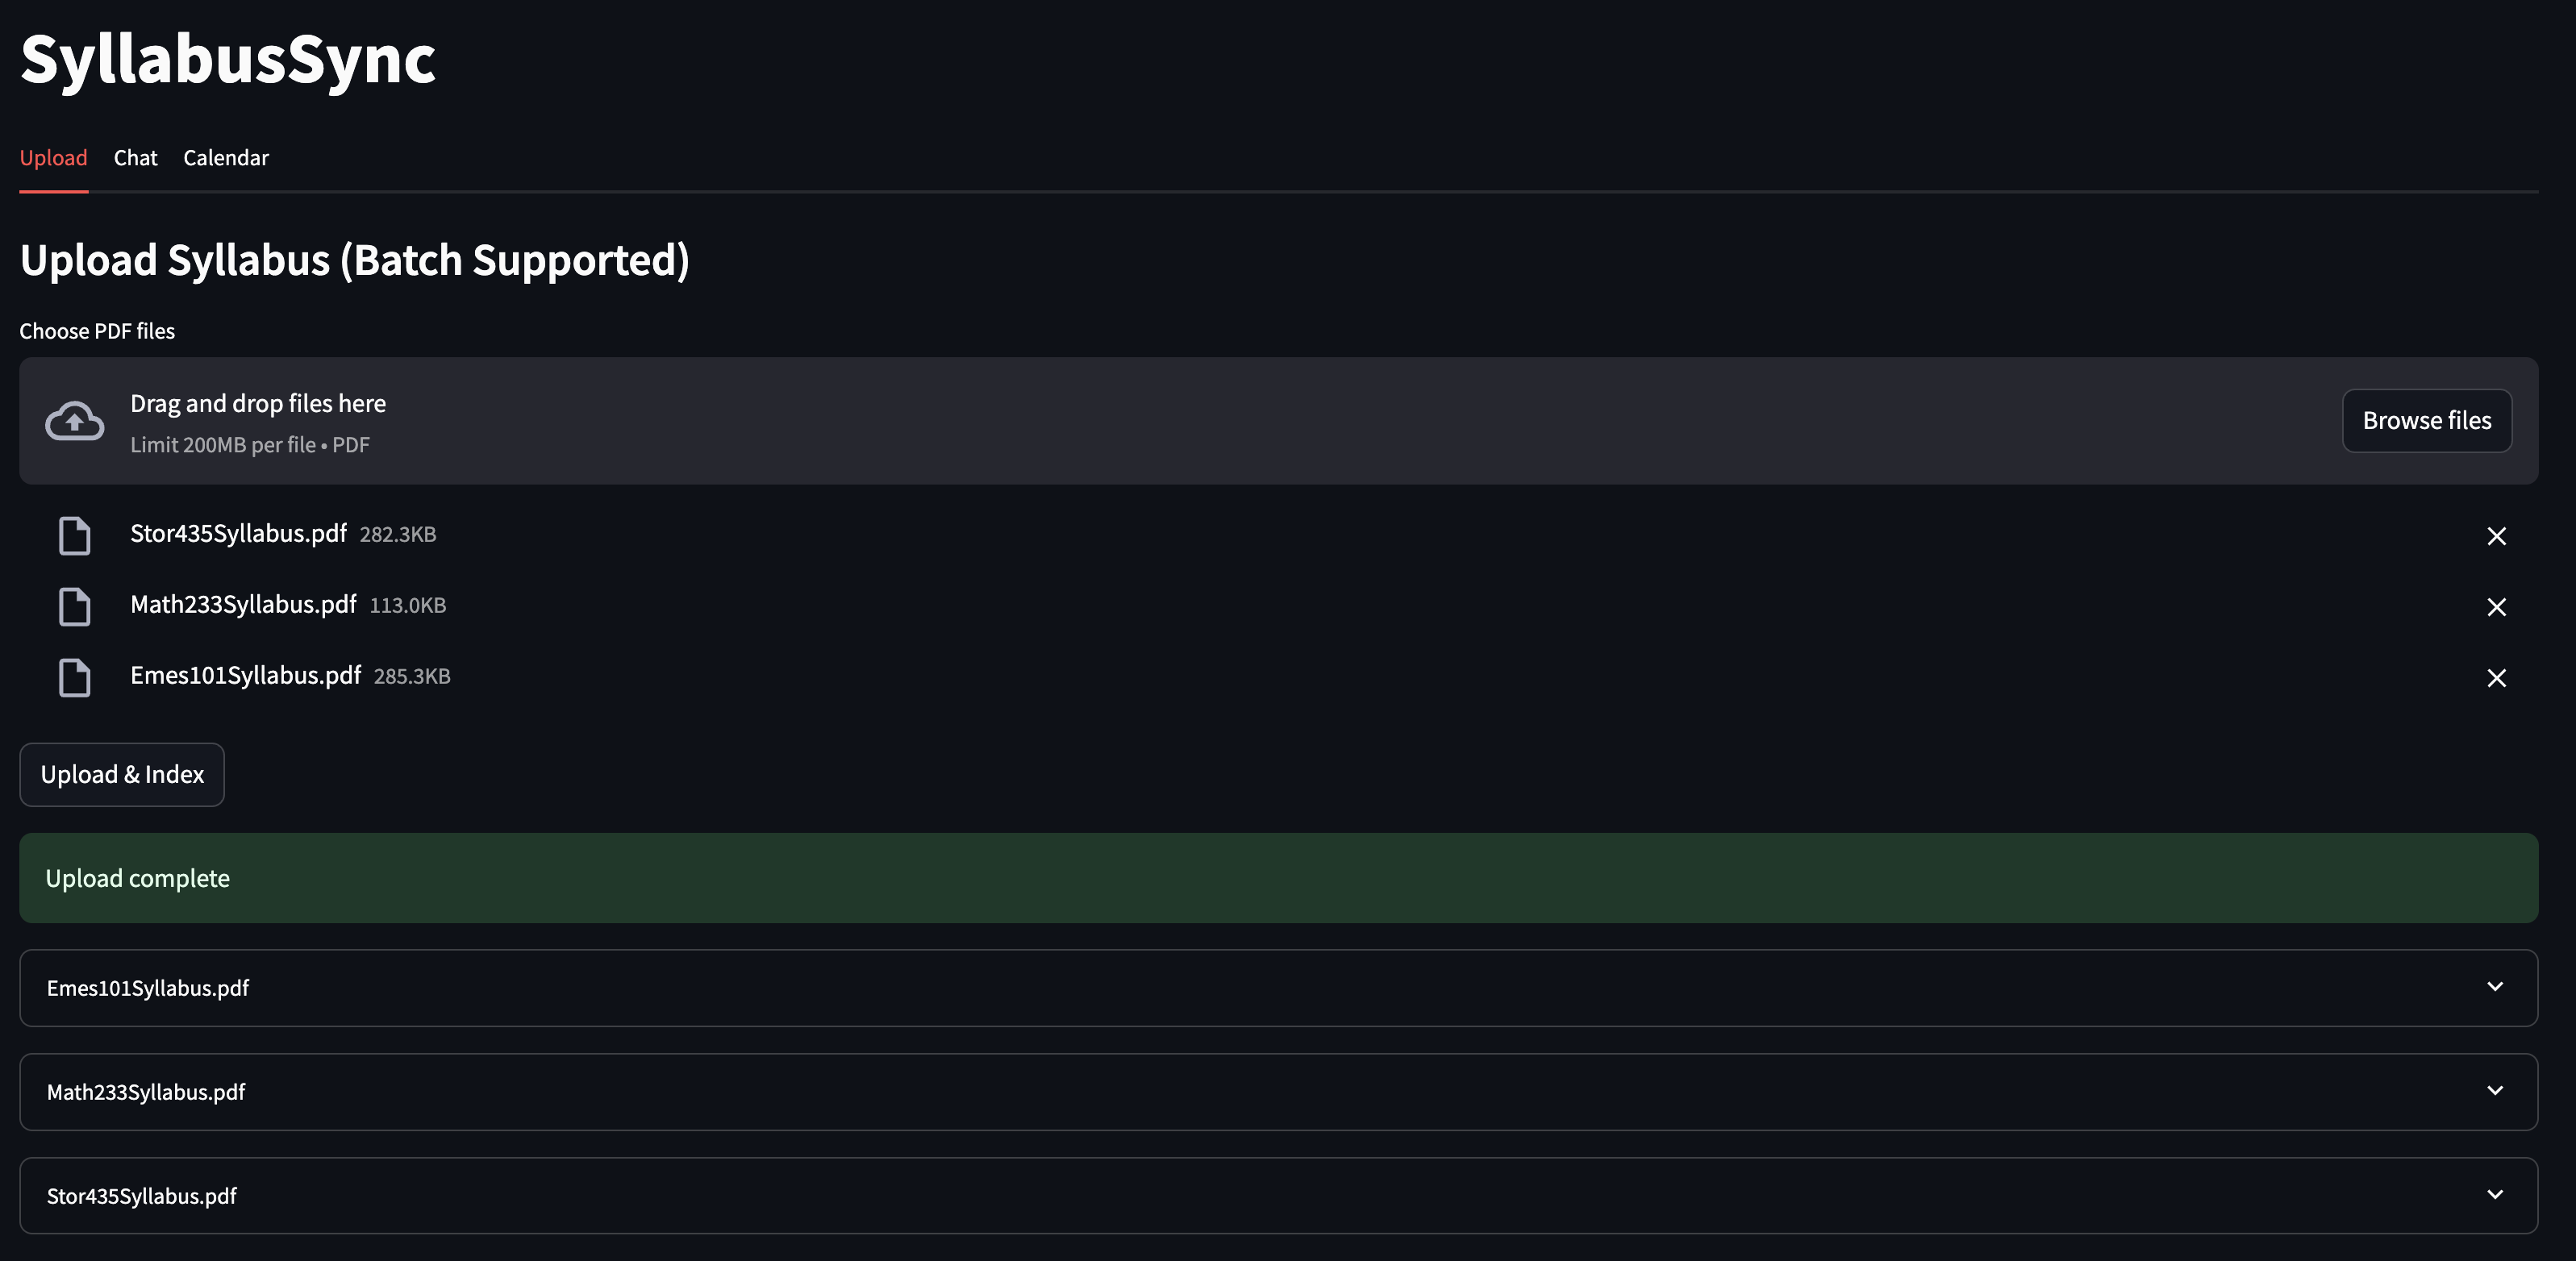 SyllabusSync
Upload Chat Calendar
Upload Syllabus (Batch Supported)
Choose PDF files
Drag and drop files here
Limit 200MB per file • PDF
Browse files
Stor435Syllabus.pdf 282.3KB
Math233Syllabus.pdf 113.0KB
Emes101Syllabus.pdf 285.3KB
Upload & Index
Upload complete
Emes101Syllabus.pdf
Math233Syllabus.pdf
Stor435Syllabus.pdf